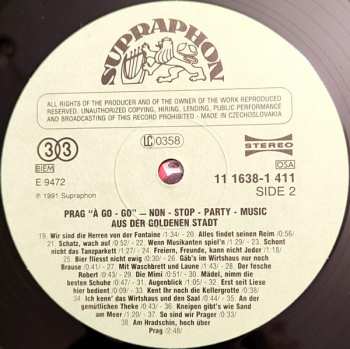 SUPRAPHON
ALL RIGHTS OF THE PRODUCER AND OF THE OWNER OF THE WORK REPRODUCED
RESERVED. UNAUTHORIZED COPYING, HIRING, LENDING, PUBLIC PERFORMANCE
AND BROADCASTING OF THIS RECORD PROHIBITED - MADE IN CZECHOSLOVAKIA
33
LC 0358
STEREO
BIEM
OSA
E 9472
11 1638-1 411
℗ 1991 Supraphon
SIDE 2
PRAG "À GO - GO" — NON - STOP - PARTY - MUSIC
AUS DER GOLDENEN STADT
19. Wir sind die Herren von der Fantaine /1:34/ - 20. Alles findet seinen Reim /0:56/
- 21. Schatz, wach auf /0:52/ - 22. Wenn Musikanten spiel'n - 23. Schont
nicht das Tanzparkett /1:27/ - 24. Freiern, Freunde, kann nicht Jeder /1:18/
- 25. Bier fliesst nicht ewig /0:30/ - 26. Gäb's im Wirtshaus nur noch
Brause /0:41/ - 27. Mit Waschbrett und Laune /0:40/ - 28. Der fesche
Robert /0:43/ - 29. Die Mimi /0:54/ - 30. Mädel, nimm die
besten Schuhe /0:47/ - 31. Augenblick /1:05/ - 32. Erst seit Liese
hier bedient /0:09/ - 33. Kent Ihr noch die Kellergrotte /0:36/
34. Ich kenn' das Wirtshaus und den Saal /0:44/ - 35. An der
gemütlichen Theke /0:43/ - 36. Kneipen gibt's wie Sand
am Meer /1:20/ - 37. So sind wir Prager /0:33/ -
38. Am Hradschin, hoch über
Prag /2:48/